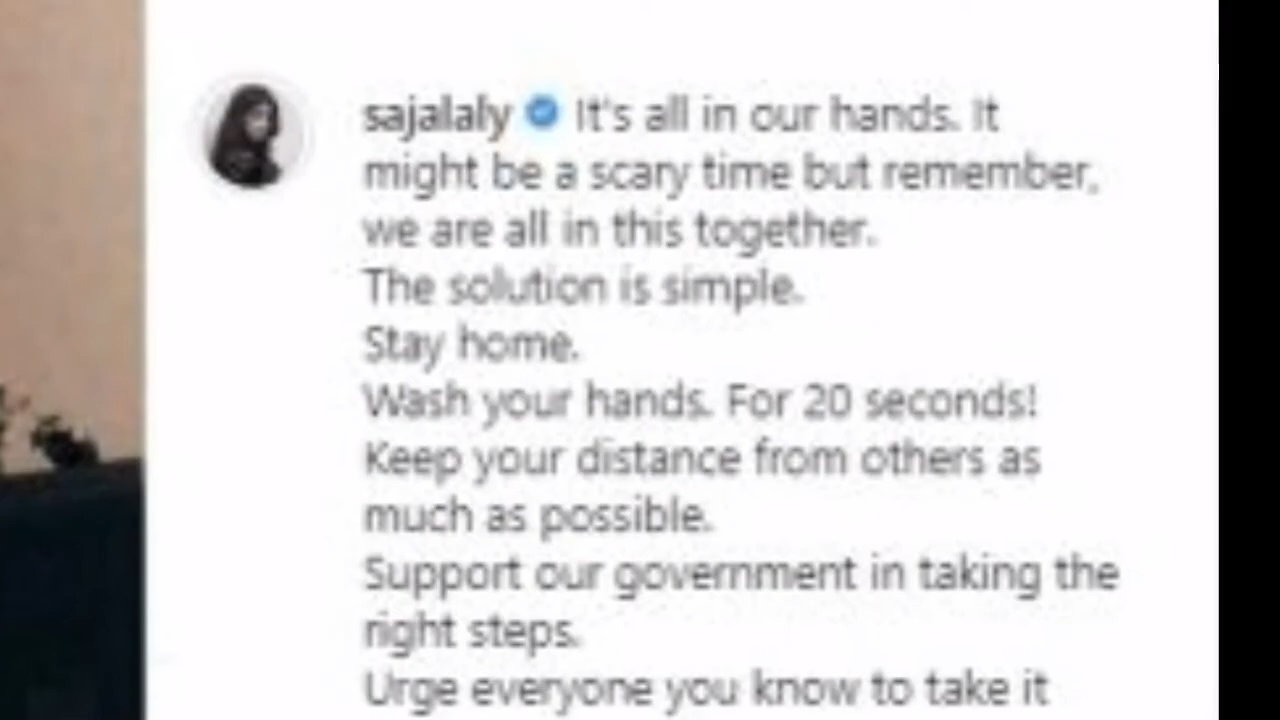 sajalaly It's all in our hands. It
might be a scary time but remember,
we are all in this together.
The solution is simple.
Stay home.
Wash your hands. For 20 seconds!
Keep your distance from others as
much as possible.
Support our government in taking the
right steps.
Urge everyone you know to take it